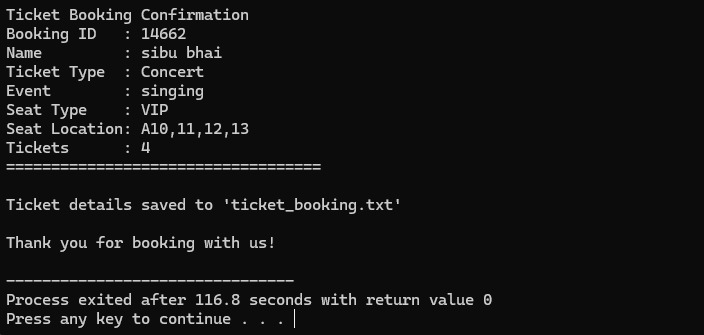 Ticket Booking Confirmation
Booking ID   : 14662
Name         : sibu bhai
Ticket Type  : Concert
Event        : singing
Seat Type    : VIP
Seat Location: A10,11,12,13
Tickets      : 4
===================================
Ticket details saved to 'ticket_booking.txt'
Thank you for booking with us!
--------------------------------
Process exited after 116.8 seconds with return value 0
Press any key to continue . . .